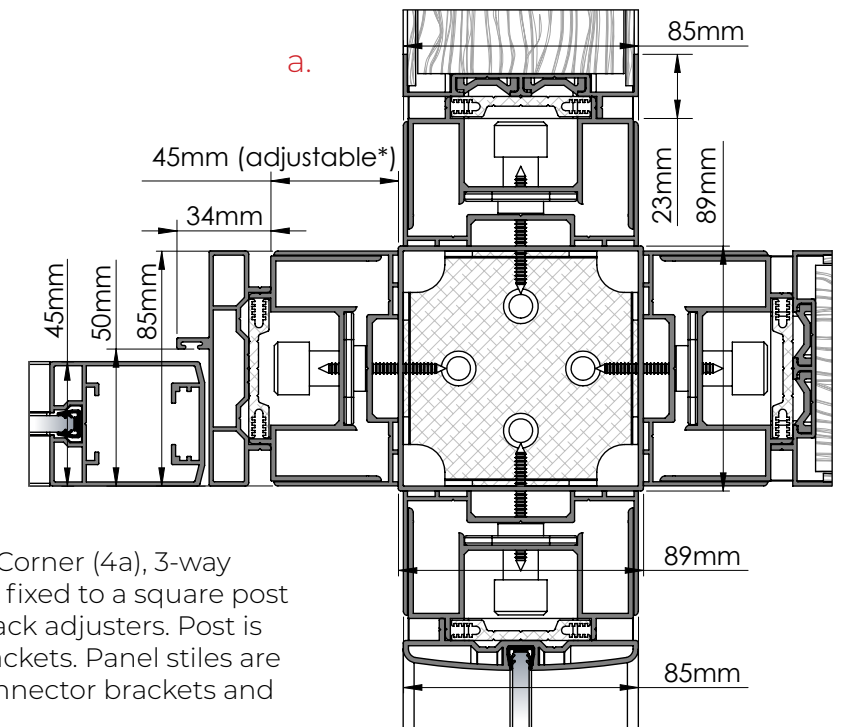 a.
85mm
45mm (adjustable*)
34mm
23mm
89mm
45mm
50mm
85mm
89mm
85mm
Corner (4a), 3-way
fixed to a square post
ack adjusters. Post is
ackets. Panel stiles are
nnector brackets and